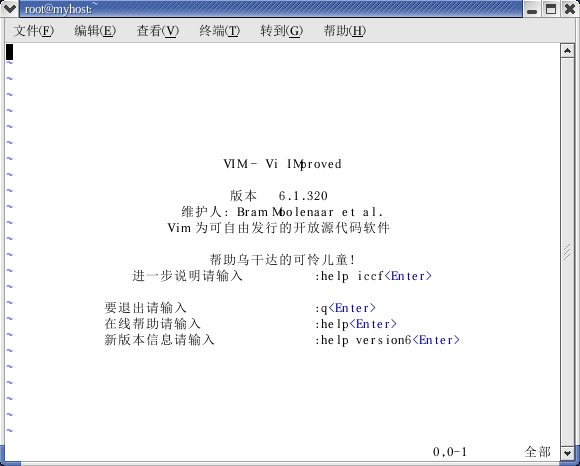 root@myhost:~
文件(F) 编辑(E) 查看(V) 终端(T) 转到(G) 帮助(H)
~
~
~
~
~
~
~
VIM - Vi IMproved
~
~
版本 6.1.320
~
维护人: Bram Moolenaar et al.
~
Vim 为可自由发行的开放源代码软件
~
~
帮助乌干达的可怜儿童!
~
进一步说明请输入 :help iccf<Enter>
~
~
要退出请输入 :q<Enter>
~
在线帮助请输入 :help<Enter>
~
新版本信息请输入 :help version6<Enter>
~
~
~
~
~
~
0,0-1 全部